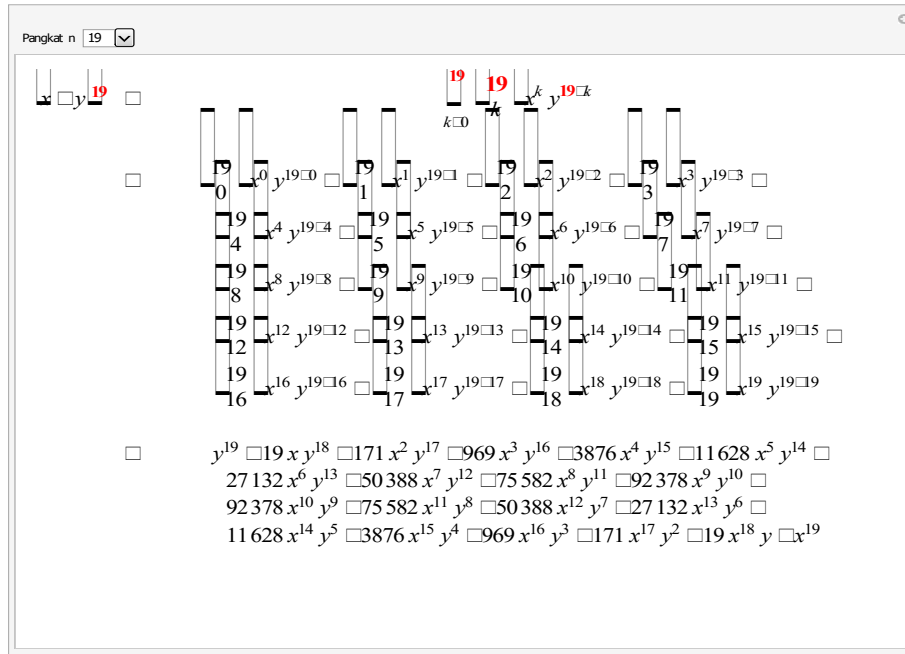 Pangkat n 19
x □ y 19 □ 19 k□0 19 k x^k y^19□k
□ 19 0 x^0 y^19□0 □ 19 1 x^1 y^19□1 □ 19 2 x^2 y^19□2 □ 19 3 x^3 y^19□3 □
19 4 x^4 y^19□4 □ 19 5 x^5 y^19□5 □ 19 6 x^6 y^19□6 □ 19 7 x^7 y^19□7 □
19 8 x^8 y^19□8 □ 19 9 x^9 y^19□9 □ 19 10 x^10 y^19□10 □ 19 11 x^11 y^19□11 □
19 12 x^12 y^19□12 □ 19 13 x^13 y^19□13 □ 19 14 x^14 y^19□14 □ 19 15 x^15 y^19□15 □
19 16 x^16 y^19□16 □ 19 17 x^17 y^19□17 □ 19 18 x^18 y^19□18 □ 19 19 x^19 y^19□19
□ y^19 □19 x y^18 □171 x^2 y^17 □969 x^3 y^16 □3876 x^4 y^15 □11 628 x^5 y^14 □
27 132 x^6 y^13 □50 388 x^7 y^12 □75 582 x^8 y^11 □92 378 x^9 y^10 □
92 378 x^10 y^9 □75 582 x^11 y^8 □50 388 x^12 y^7 □27 132 x^13 y^6 □
11 628 x^14 y^5 □3876 x^15 y^4 □969 x^16 y^3 □171 x^17 y^2 □19 x^18 y □x^19